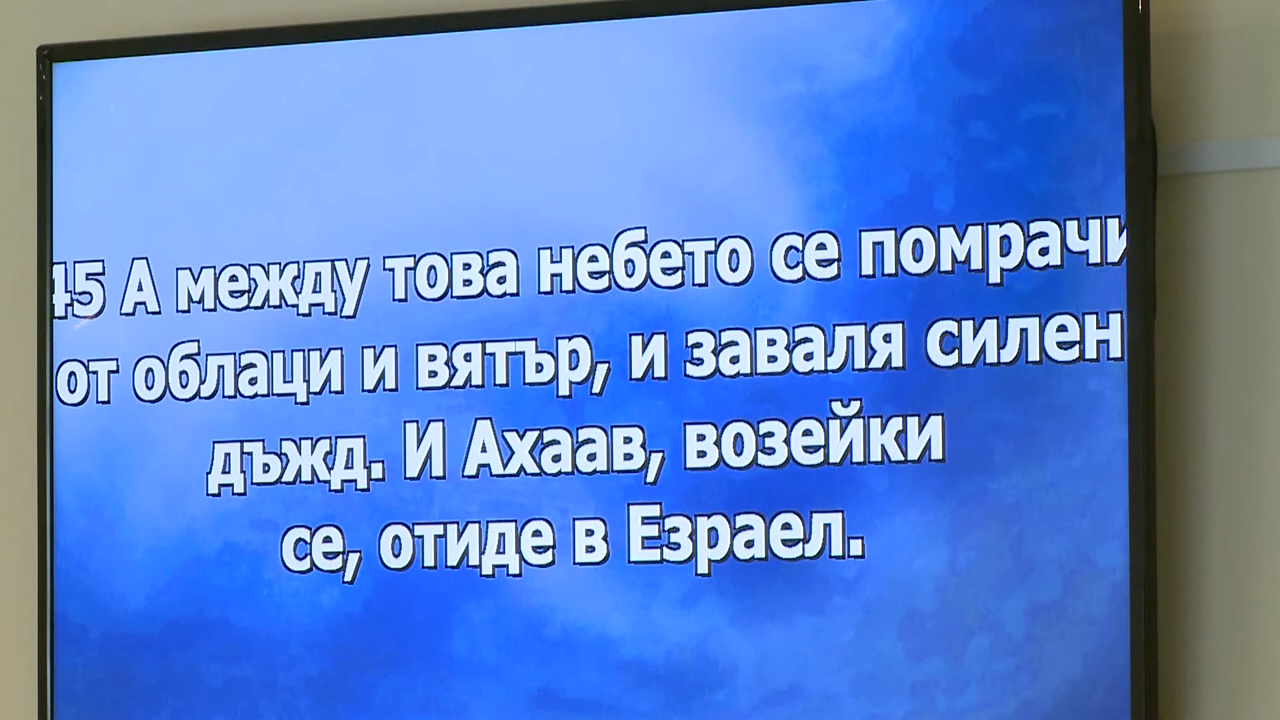 45 А между това небето се помрачи
от облаци и вятър, и заваля силен
дъжд. И Ахаав, возейки
се, отиде в Езраел.